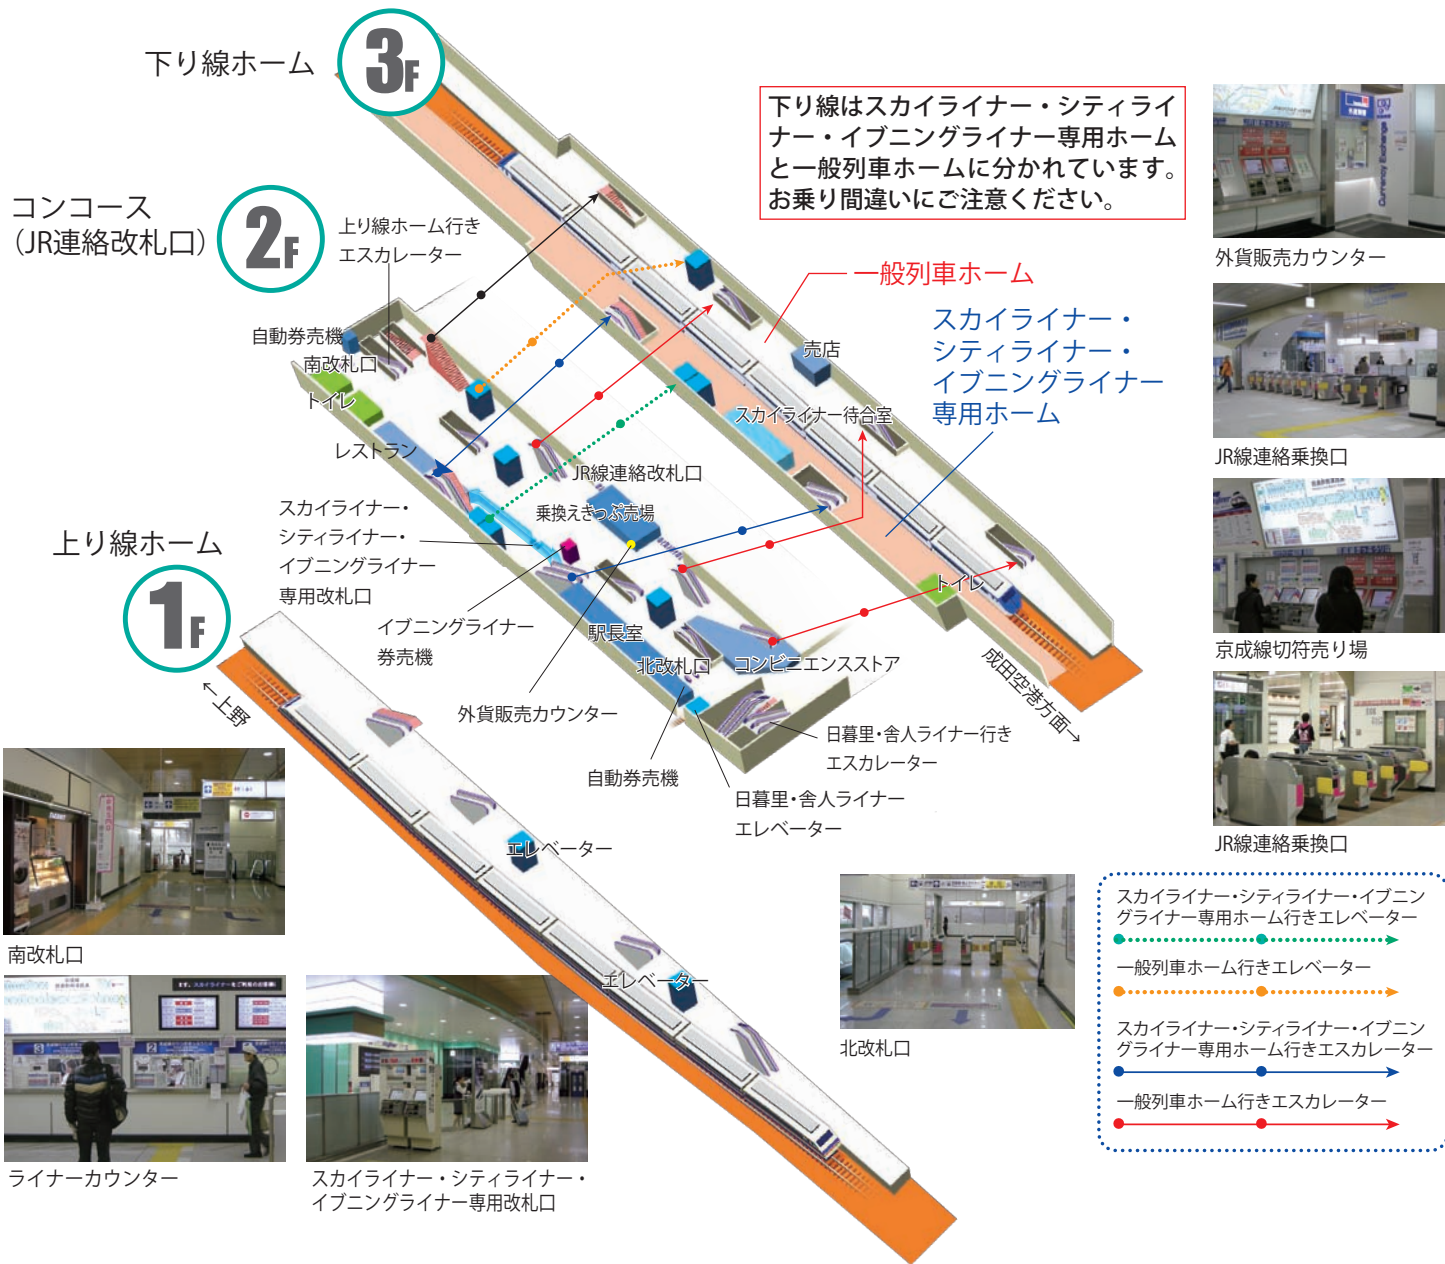 下り線ホーム
3F
下り線はスカイライナー・シティライ
ナー・イブニングライナー専用ホーム
と一般列車ホームに分かれています。
お乗り間違いにご注意ください。
コンコース
（JR連絡改札口）
2F
上り線ホーム行き
エスカレーター
自動券売機
南改札口
トイレ
レストラン
一般列車ホーム
スカイライナー・
シティライナー・
イブニングライナー
専用ホーム
売店
スカイライナー待合室
JR線連絡改札口
乗換えきっぷ売場
スカイライナー・
シティライナー・
イブニングライナー
専用改札口
イブニングライナー
券売機
外貨販売カウンター
駅長室
北改札口
コンビニエンスストア
トイレ
成田空港方面→
自動券売機
日暮里・舎人ライナー行き
エスカレーター
日暮里・舎人ライナー
エレベーター
上り線ホーム
1F
←上野
エレベーター
エレベーター
Currency Exchange
外貨販売カウンター
JR線連絡乗換口
京成線切符売り場
JR線連絡乗換口
南改札口
3
2
ライナーカウンター
スカイライナー・シティライナー・
イブニングライナー専用改札口
北改札口
スカイライナー・シティライナー・イブニン
グライナー専用ホーム行きエレベーター
一般列車ホーム行きエレベーター
スカイライナー・シティライナー・イブニン
グライナー専用ホーム行きエスカレーター
一般列車ホーム行きエスカレーター